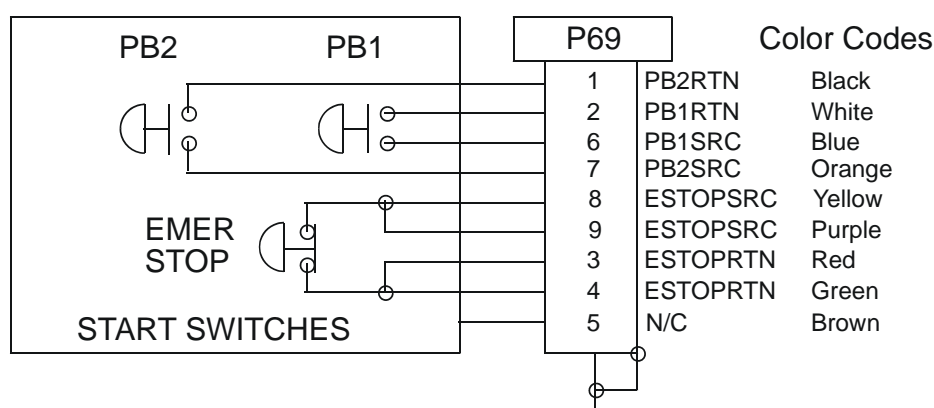 PB2 PB1 P69 Color Codes
1 PB2RTN Black
2 PB1RTN White
6 PB1SRC Blue
7 PB2SRC Orange
8 ESTOPSRC Yellow
9 ESTOPSRC Purple
3 ESTOPRTN Red
4 ESTOPRTN Green
5 N/C Brown
EMER
STOP
START SWITCHES